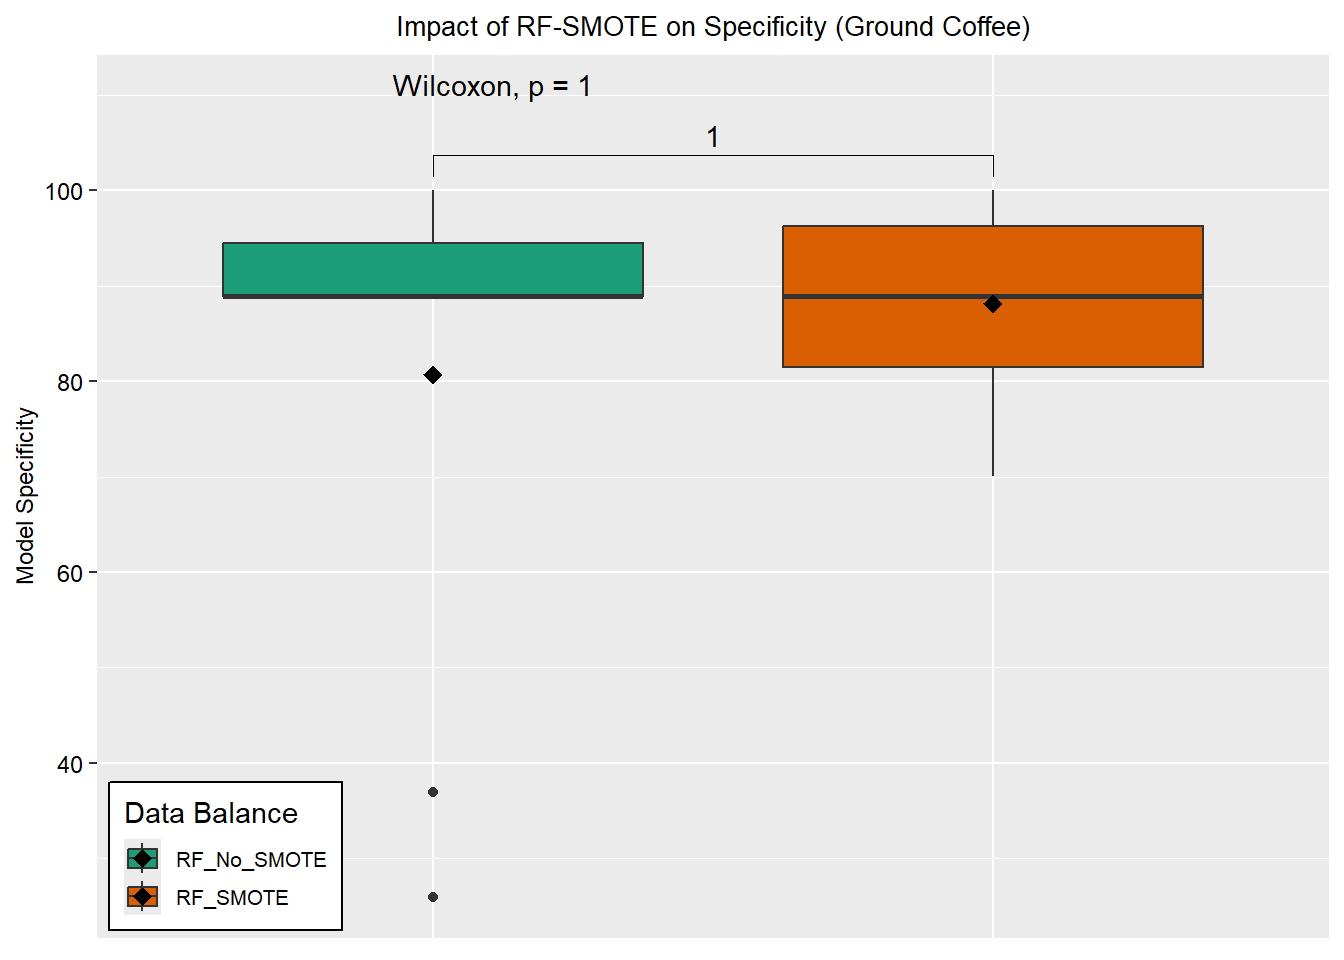 Impact of RF-SMOTE on Specificity (Ground Coffee)
Wilcoxon, p = 1
1
100
80
60
40
Model Specificity
Data Balance
RF_No_SMOTE
RF_SMOTE